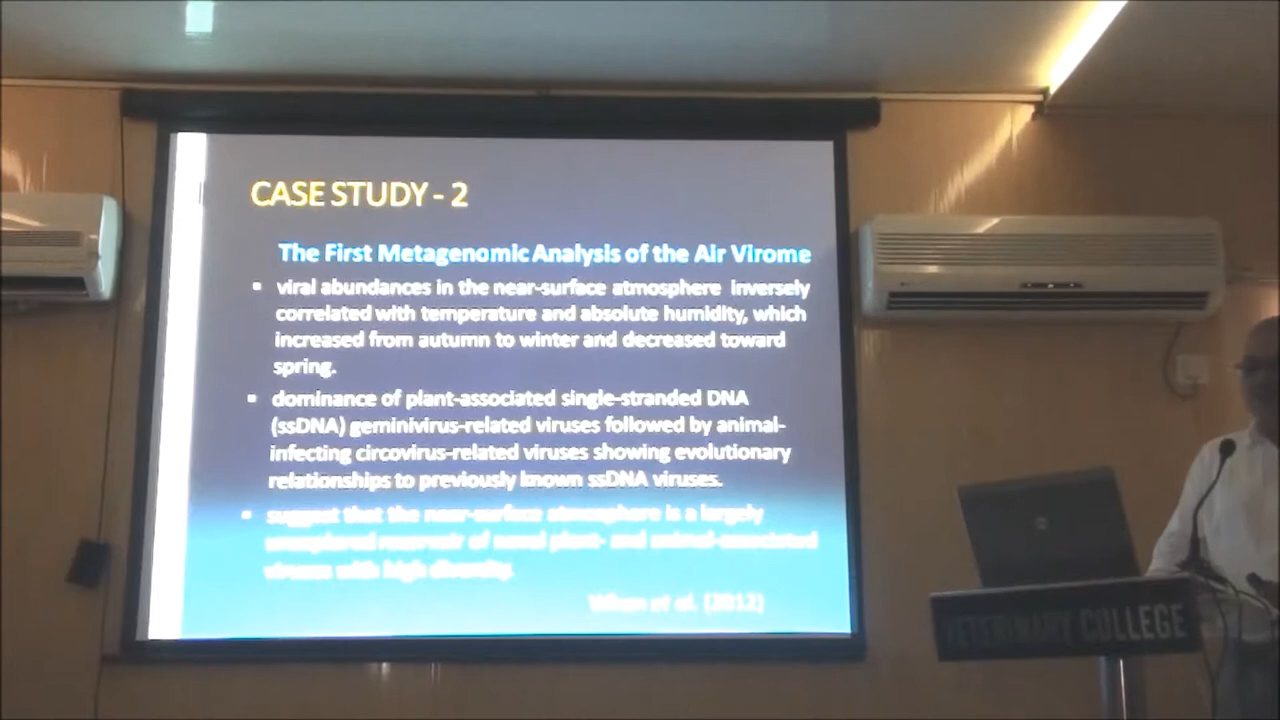 CASE STUDY - 2
The First Metagenomic Analysis of the Air Virome
▪ viral abundances in the near-surface atmosphere inversely
correlated with temperature and absolute humidity, which
increased from autumn to winter and decreased toward
spring.
▪ dominance of plant-associated single-stranded DNA
(ssDNA) geminivirus-related viruses followed by animal-
infecting circovirus-related viruses showing evolutionary
relationships to previously known ssDNA viruses.
▪ suggest that the near-surface atmosphere is a largely
unexplored reservoir of novel plant- and animal-associated
viruses with high diversity.
et al. (2012)
VETERINARY COLLEGE